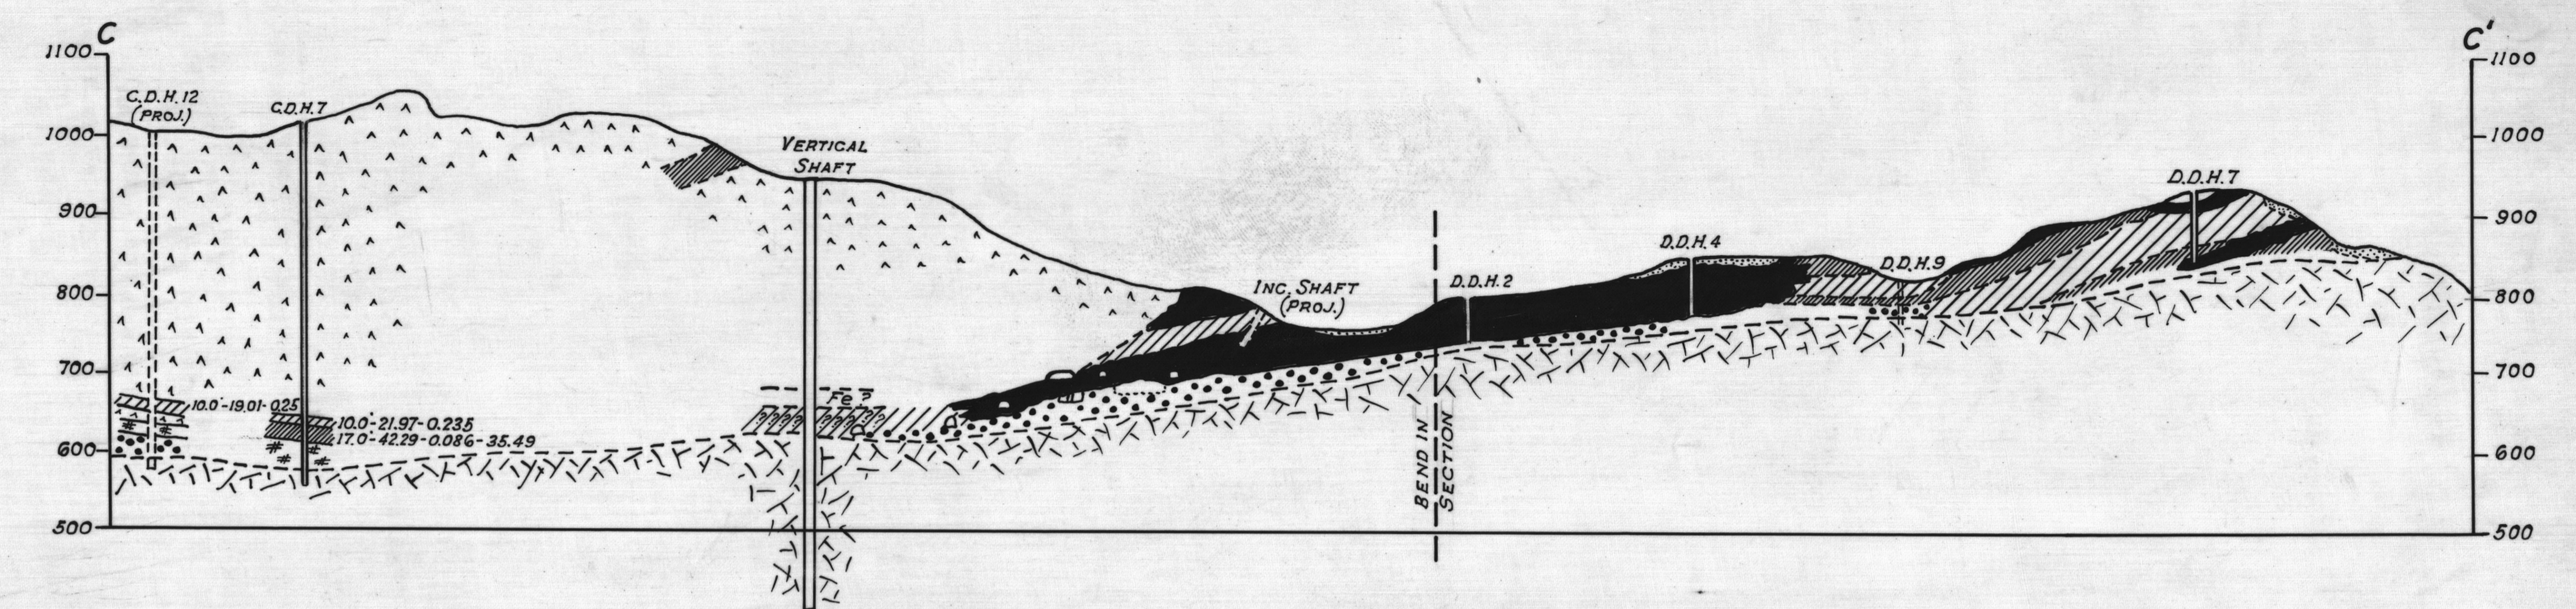 C
C'
1100
1100
C.D.H.12
(PROJ.)
C.D.H.7
1000
1000
VERTICAL
SHAFT
D.D.H.7
900
900
D.D.H.4
D.D.H.9
INC. SHAFT
(PROJ.)
D.D.H.2
800
800
700
700
Fe?
10.0'-19.01-0.25
10.0'-21.97-0.235
17.0'-42.29-0.086-35.49
? ? ? ? ? ? ? ?
600
600
BEND IN
SECTION
500
500